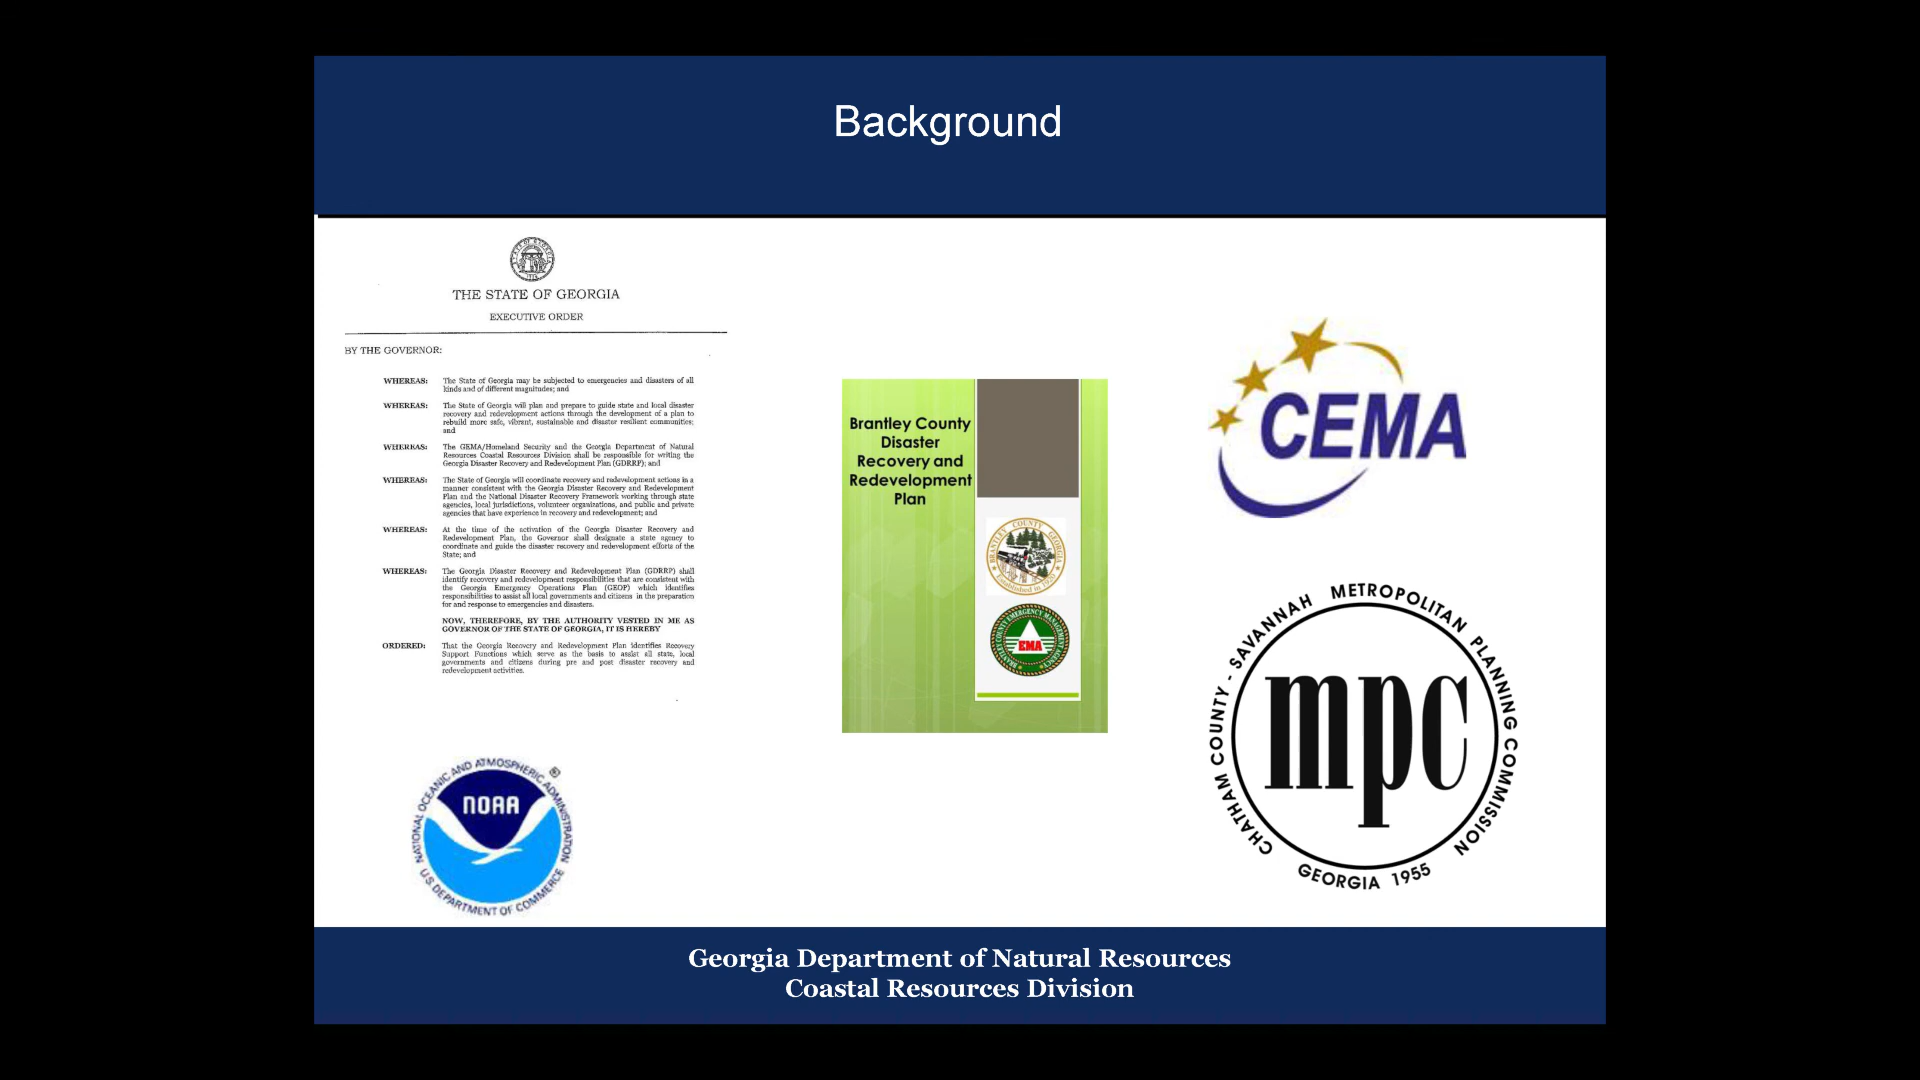 Background
THE STATE OF GEORGIA
EXECUTIVE ORDER
BY THE GOVERNOR:
WHEREAS: The State of Georgia may be subjected to emergencies and disasters of all
kinds and of different magnitudes; and
WHEREAS: The State of Georgia will plan and prepare to guide state and local disaster
recovery and redevelopment actions through the development of a plan to
rebuild more safe, vibrant, sustainable and disaster resilient communities;
and
WHEREAS: The GEMA/Homeland Security and the Georgia Department of Natural
Resources Coastal Resources Division shall be responsible for writing the
Georgia Disaster Recovery and Redevelopment Plan (GDRRP); and
WHEREAS: The State of Georgia will coordinate recovery and redevelopment actions in a
manner consistent with the Georgia Disaster Recovery and Redevelopment
Plan and the National Disaster Recovery Framework working through state
agencies, local jurisdictions, volunteer organizations, and public and private
agencies that have experience in recovery and redevelopment; and
WHEREAS: At the time of the activation of the Georgia Disaster Recovery and
Redevelopment Plan, the Governor shall designate a state agency to
coordinate and guide the disaster recovery and redevelopment efforts of the
State; and
WHEREAS: The Georgia Disaster Recovery and Redevelopment Plan (GDRRP) shall
identify recovery and redevelopment responsibilities that are consistent with
the Georgia Emergency Operations Plan (GEOP) which identifies
responsibilities to assist all local governments and citizens in the preparation
for and response to emergencies and disasters.
NOW, THEREFORE, BY THE AUTHORITY VESTED IN ME AS
GOVERNOR OF THE STATE OF GEORGIA, IT IS HEREBY
ORDERED: That the Georgia Recovery and Redevelopment Plan identifies Recovery
Support Functions which serve as the basis to assist all state, local
governments and citizens during pre and post disaster recovery and
redevelopment activities.
NATIONAL OCEANIC AND ATMOSPHERIC ADMINISTRATION
®
NOAA
U.S. DEPARTMENT OF COMMERCE
Brantley County
Disaster
Recovery and
Redevelopment
Plan
BRANTLEY COUNTY GEORGIA
Established in 1920
BRANTLEY COUNTY EMERGENCY MANAGEMENT AGENCY
EMA
CEMA
CHATHAM COUNTY - SAVANNAH METROPOLITAN PLANNING COMMISSION
mpc
GEORGIA 1955
Georgia Department of Natural Resources
Coastal Resources Division